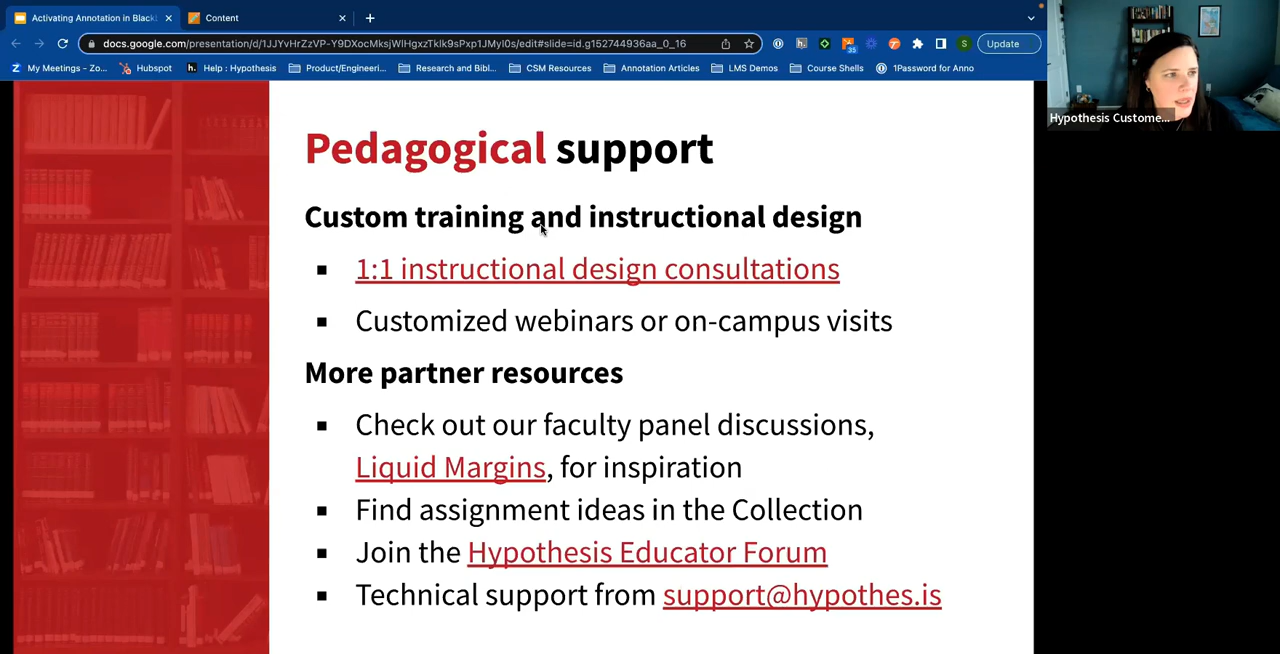 Activating Annotation in Black
Content
docs.google.com/presentation/d/1JJYvHrZzVP-Y9DXocMksjWlHgxzTklk9sPxp1JMyl0s/edit#slide=id.g152744936aa_0_16
35
S
Update
My Meetings - Zo...
Hubspot
Help : Hypothesis
Product/Engineeri...
Research and Bibl...
CSM Resources
Annotation Articles
LMS Demos
Course Shells
1Password for Anno
Hypothesis Custome...
Pedagogical support
Custom training and instructional design
▪ 1:1 instructional design consultations
▪ Customized webinars or on-campus visits
More partner resources
▪ Check out our faculty panel discussions,
Liquid Margins, for inspiration
▪ Find assignment ideas in the Collection
▪ Join the Hypothesis Educator Forum
▪ Technical support from support@hypothes.is